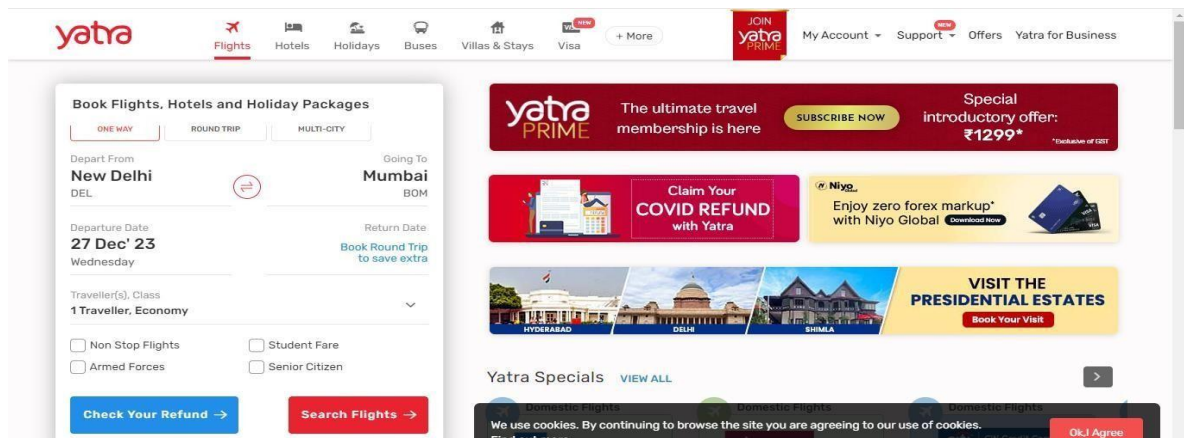 yatra
Flights
Hotels
Holidays
Buses
Villas & Stays
Visa
NEW
+ More
JOIN
yatra
PRIME
My Account
Support
NEW
Offers
Yatra for Business
Book Flights, Hotels and Holiday Packages
ONE WAY
ROUND TRIP
MULTI-CITY
Depart From
Going To
New Delhi
Mumbai
DEL
BOM
Departure Date
Return Date
27 Dec' 23
Book Round Trip
Wednesday
to save extra
Traveller(s), Class
1 Traveller, Economy
Non Stop Flights
Student Fare
Armed Forces
Senior Citizen
Check Your Refund →
Search Flights →
yatra
PRIME
The ultimate travel
membership is here
SUBSCRIBE NOW
Special
introductory offer:
₹1299*
*Exclusive of GST
Claim Your
COVID REFUND
with Yatra
Niyo
Enjoy zero forex markup*
with Niyo Global
Download Now
VISA
HYDERABAD
DELHI
SHIMLA
VISIT THE
PRESIDENTIAL ESTATES
Book Your Visit
Yatra Specials
VIEW ALL
Domestic Flights
Domestic Flights
Domestic Flights
We use cookies. By continuing to browse the site you are agreeing to our use of cookies.
Ok,I Agree